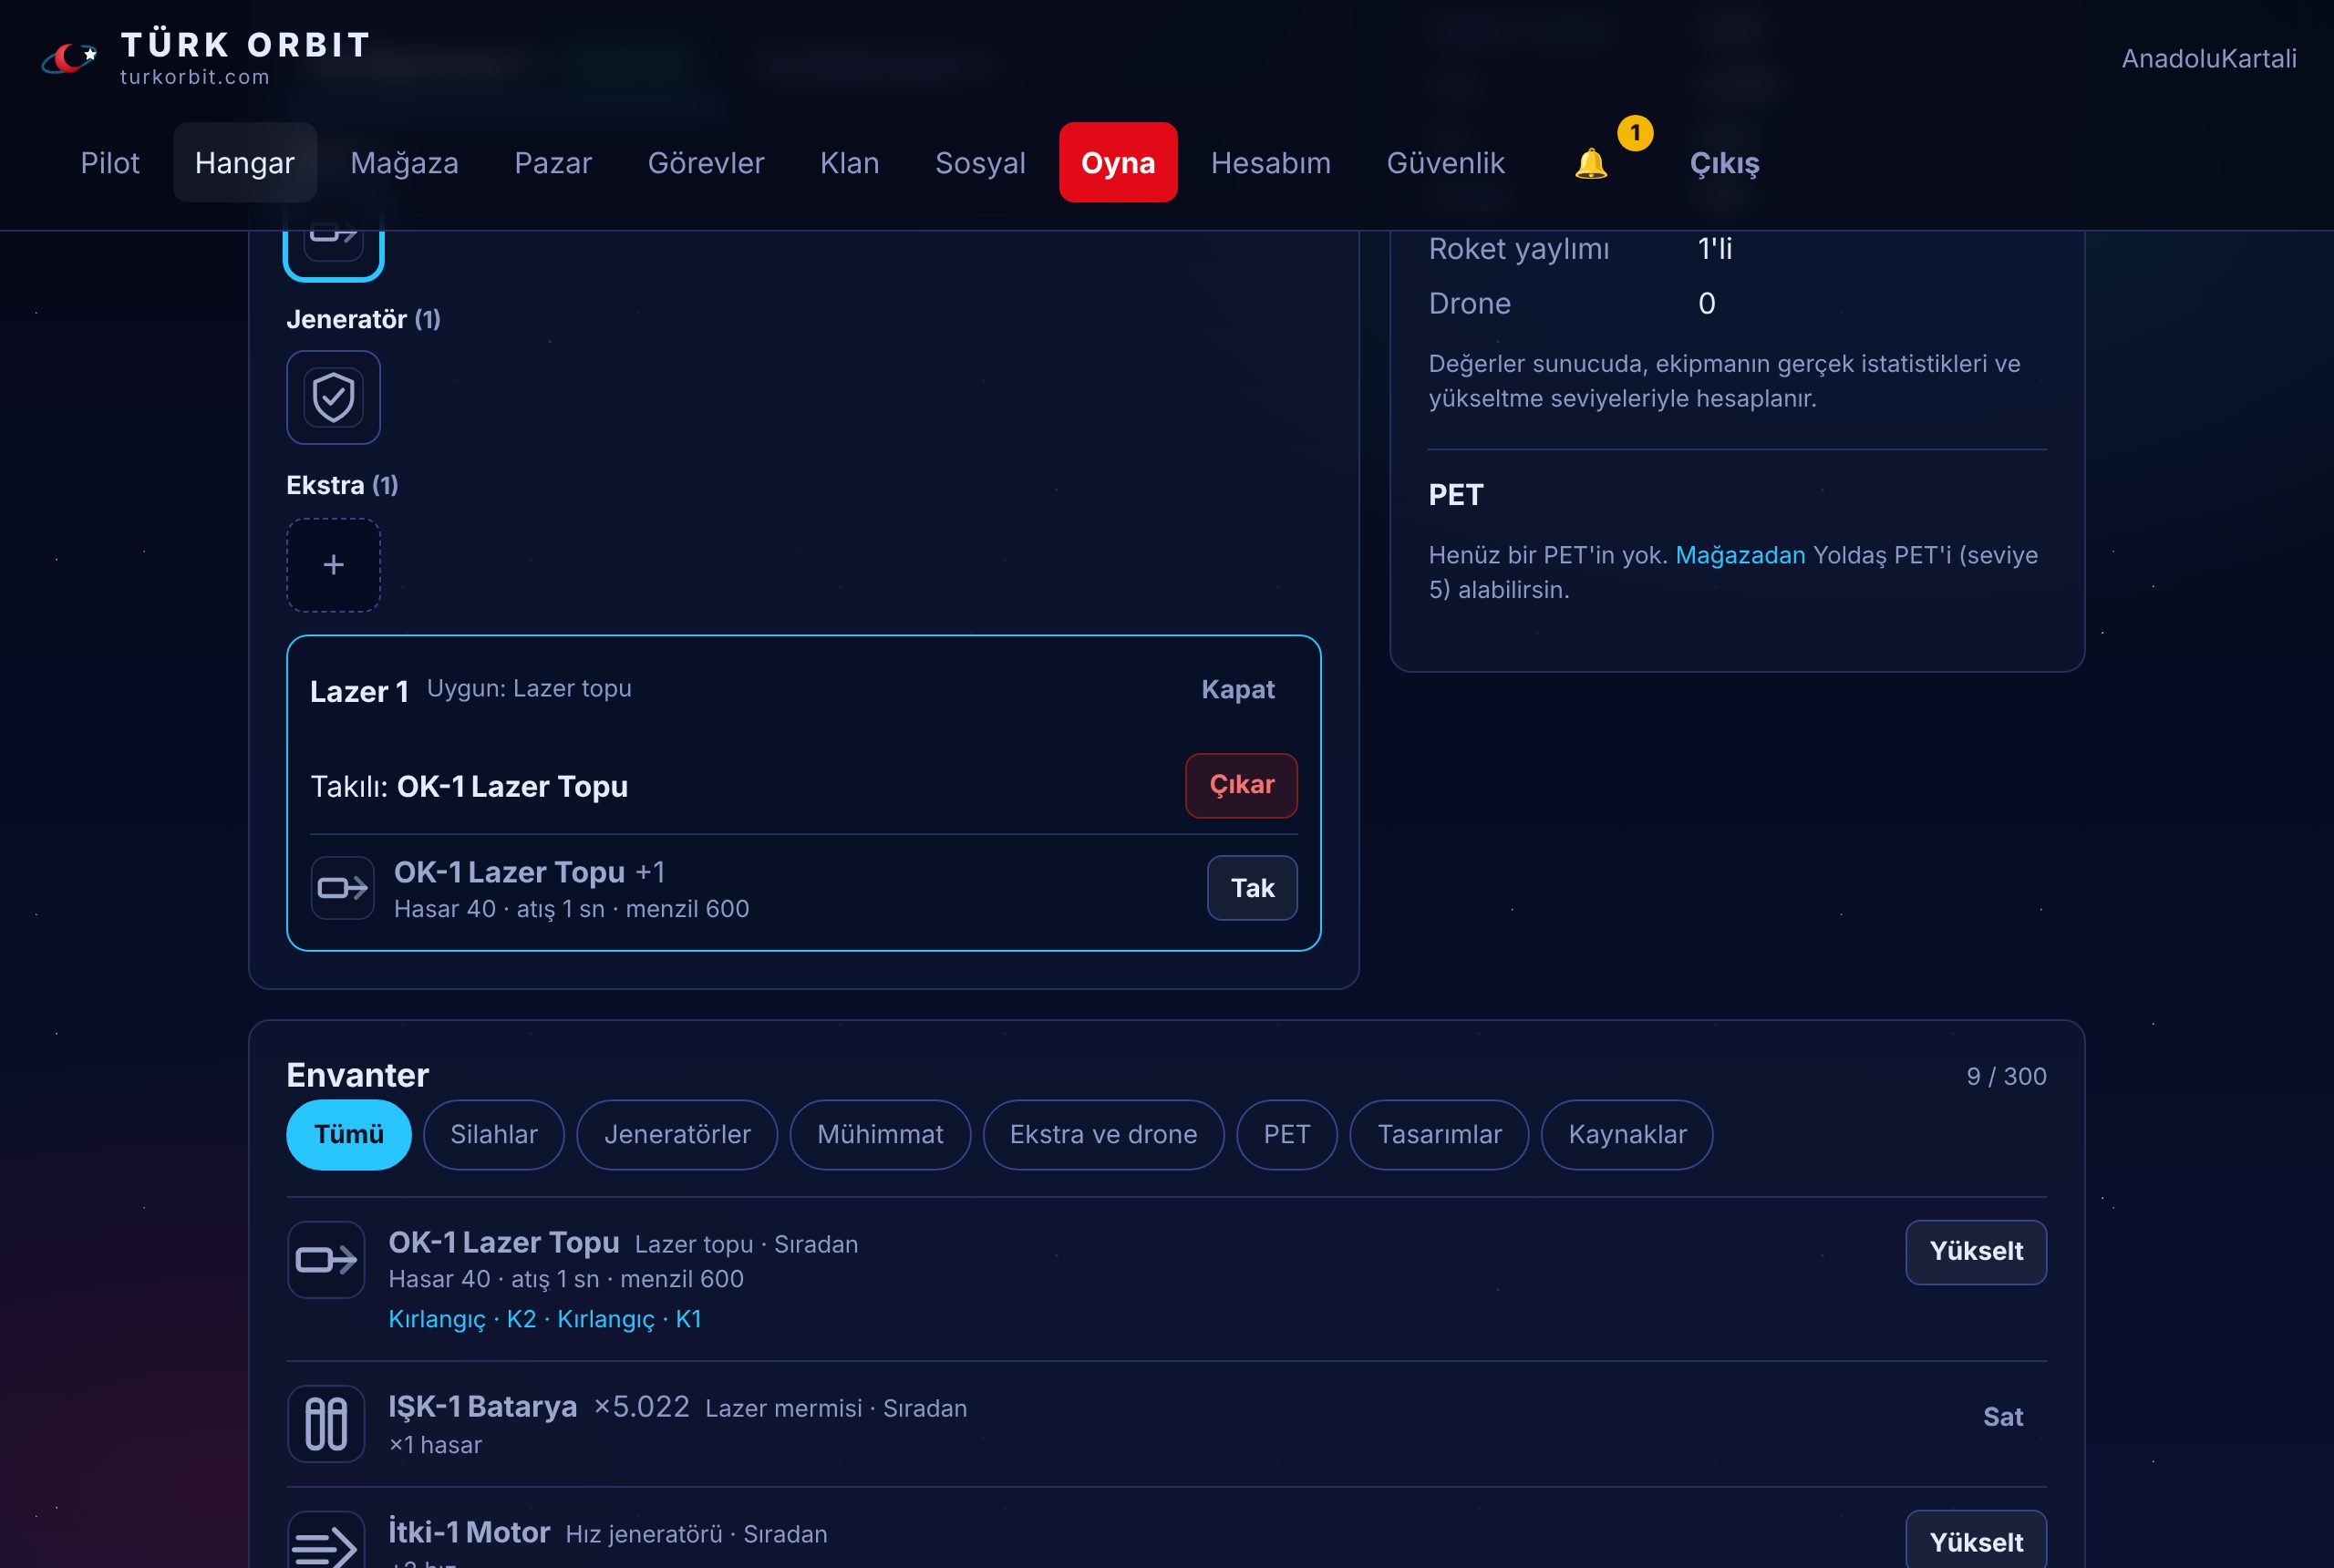 TÜRK ORBIT
turkorbit.com
AnadoluKartali
Pilot
Hangar
Mağaza
Pazar
Görevler
Klan
Sosyal
Oyna
Hesabım
Güvenlik
1
Çıkış
Jeneratör (1)
Ekstra (1)
+
Lazer 1 Uygun: Lazer topu
Kapat
Takılı: OK-1 Lazer Topu
Çıkar
OK-1 Lazer Topu +1
Hasar 40 · atış 1 sn · menzil 600
Tak
Roket yaylımı 1'li
Drone 0
Değerler sunucuda, ekipmanın gerçek istatistikleri ve
yükseltme seviyeleriyle hesaplanır.
PET
Henüz bir PET'in yok. Mağazadan Yoldaş PET'i (seviye
5) alabilirsin.
Envanter
9 / 300
Tümü
Silahlar
Jeneratörler
Mühimmat
Ekstra ve drone
PET
Tasarımlar
Kaynaklar
OK-1 Lazer Topu Lazer topu · Sıradan
Hasar 40 · atış 1 sn · menzil 600
Kırlangıç · K2 · Kırlangıç · K1
Yükselt
IŞK-1 Batarya ×5.022 Lazer mermisi · Sıradan
×1 hasar
Sat
İtki-1 Motor Hız jeneratörü · Sıradan
Yükselt